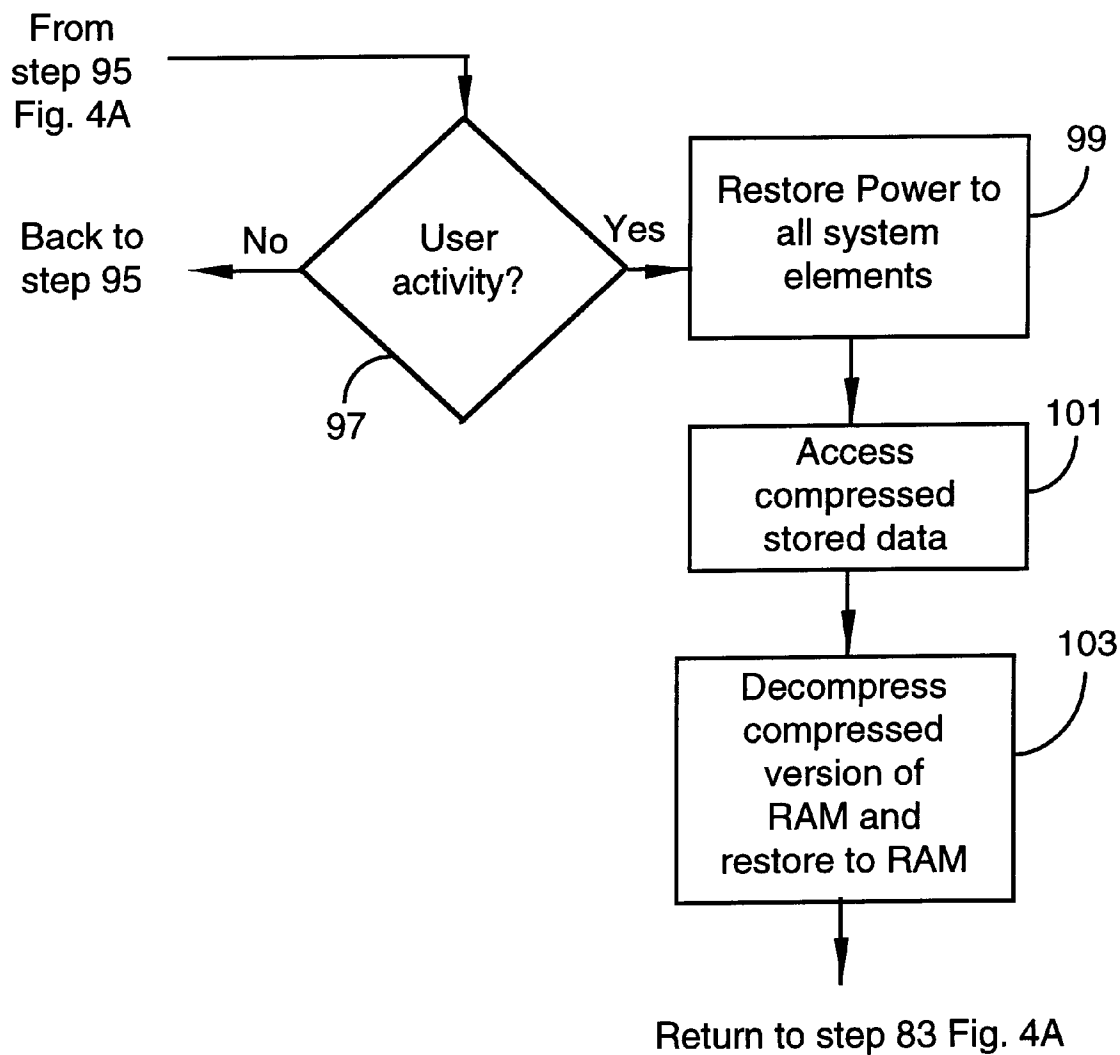 From
step 95
Fig. 4A
99
Restore Power to
all system
elements
Back to
step 95
No
User
activity?
Yes
97
101
Access
compressed
stored data
103
Decompress
compressed
version of
RAM and
restore to RAM
Return to step 83 Fig. 4A